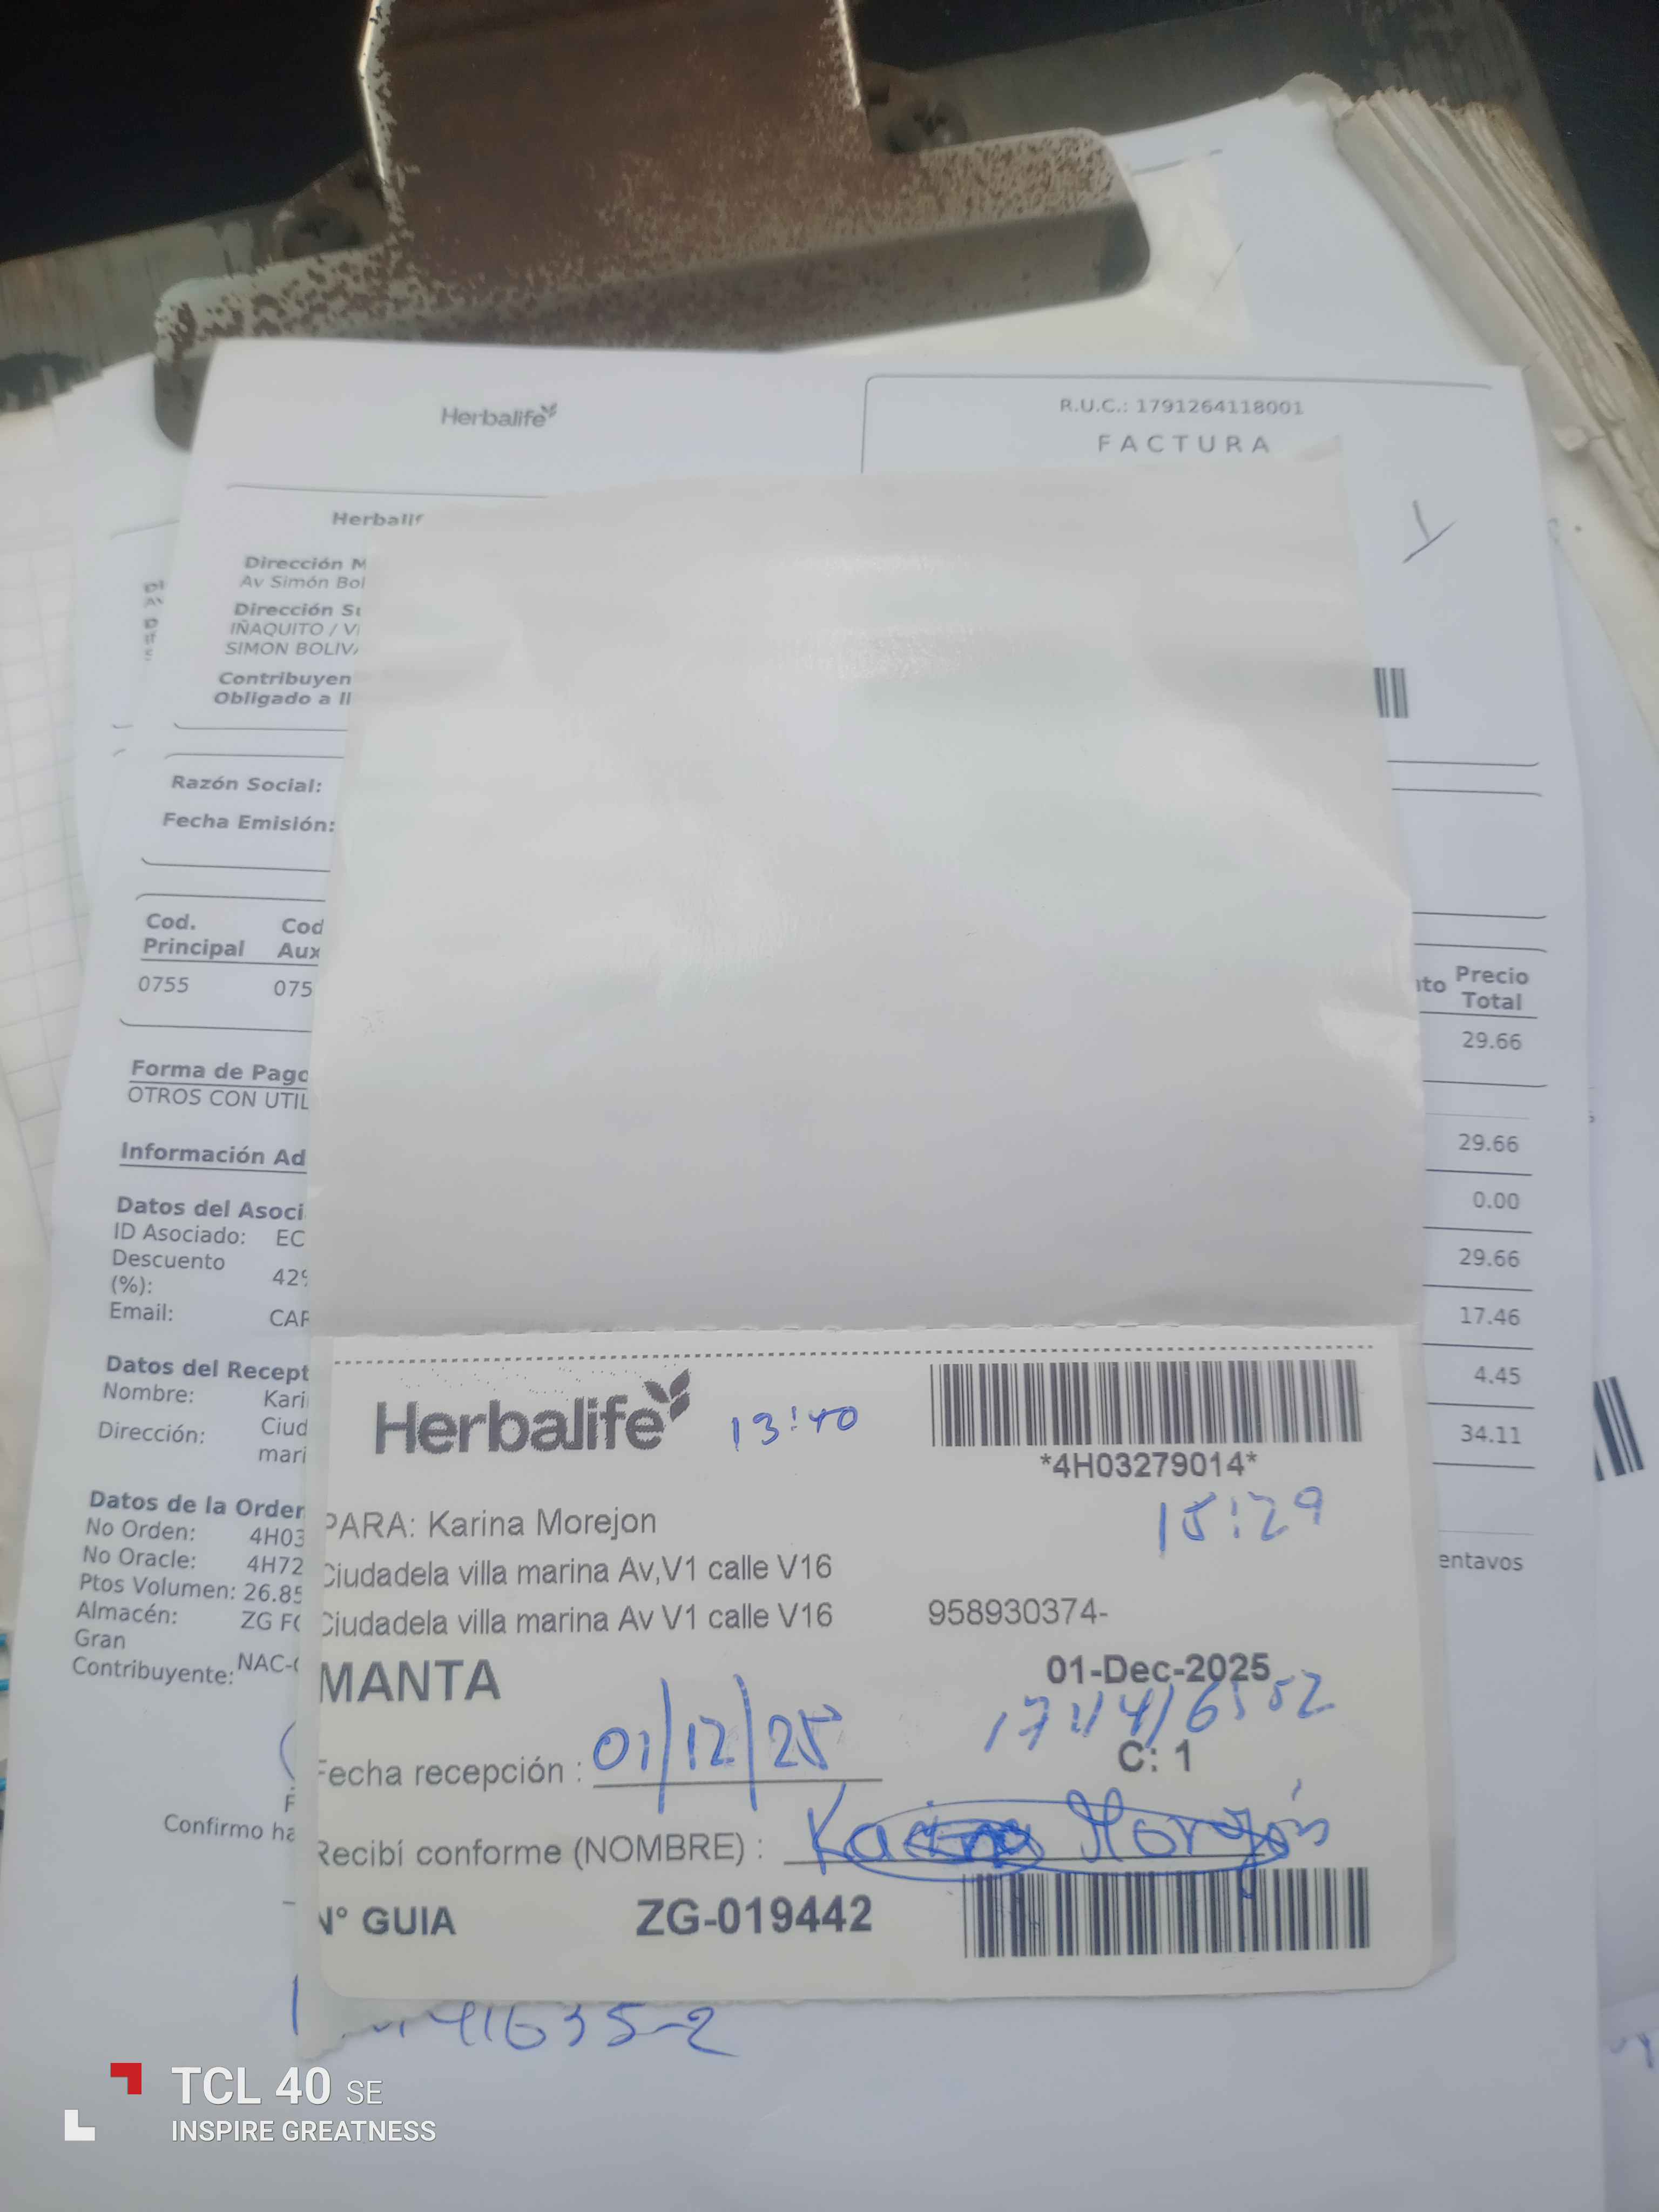 Herbalife
R.U.C.: 1791264118001
FACTURA
Herbalif
Dirección M
Av Simón Bol
Dirección Su
IÑAQUITO / V
SIMON BOLIV
Contribuyen
Obligado a ll
Razón Social:
Fecha Emisión:
Cod. Principal
Cod Aux
nto
Precio Total
0755
075
29.66
Forma de Pago
OTROS CON UTIL
Información Ad
29.66
0.00
29.66
17.46
4.45
34.11
entavos
Datos del Asoci
ID Asociado: EC
Descuento (%): 42%
Email: CAR
Datos del Recept
Nombre: Kari
Dirección: Ciud
mari
Datos de la Orden
No Orden: 4H03
No Oracle: 4H72
Ptos Volumen: 26.85
Almacén: ZG F
Gran Contribuyente: NAC-
Confirmo ha
Herbalife
13:40
*4H03279014*
15:29
PARA: Karina Morejon
Ciudadela villa marina Av,V1 calle V16
Ciudadela villa marina Av V1 calle V16
958930374-
MANTA
01-Dec-2025
Fecha recepción : 01/12/25
C: 1
Recibí conforme (NOMBRE) : Karina Morejón
N° GUIA
ZG-019442
41635-2
TCL 40 SE
INSPIRE GREATNESS